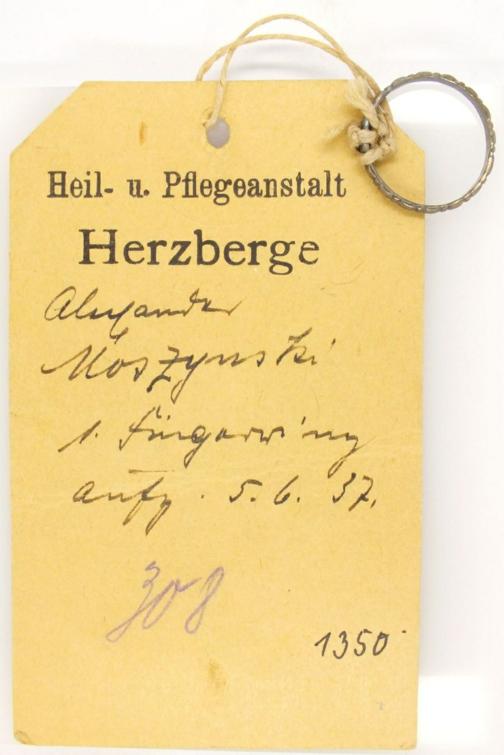 Heil- u. Pflegeanstalt
Herzberge
Alexander
Moszynski
1. Fingerring
aufg. 5. 6. 37.
308
1350